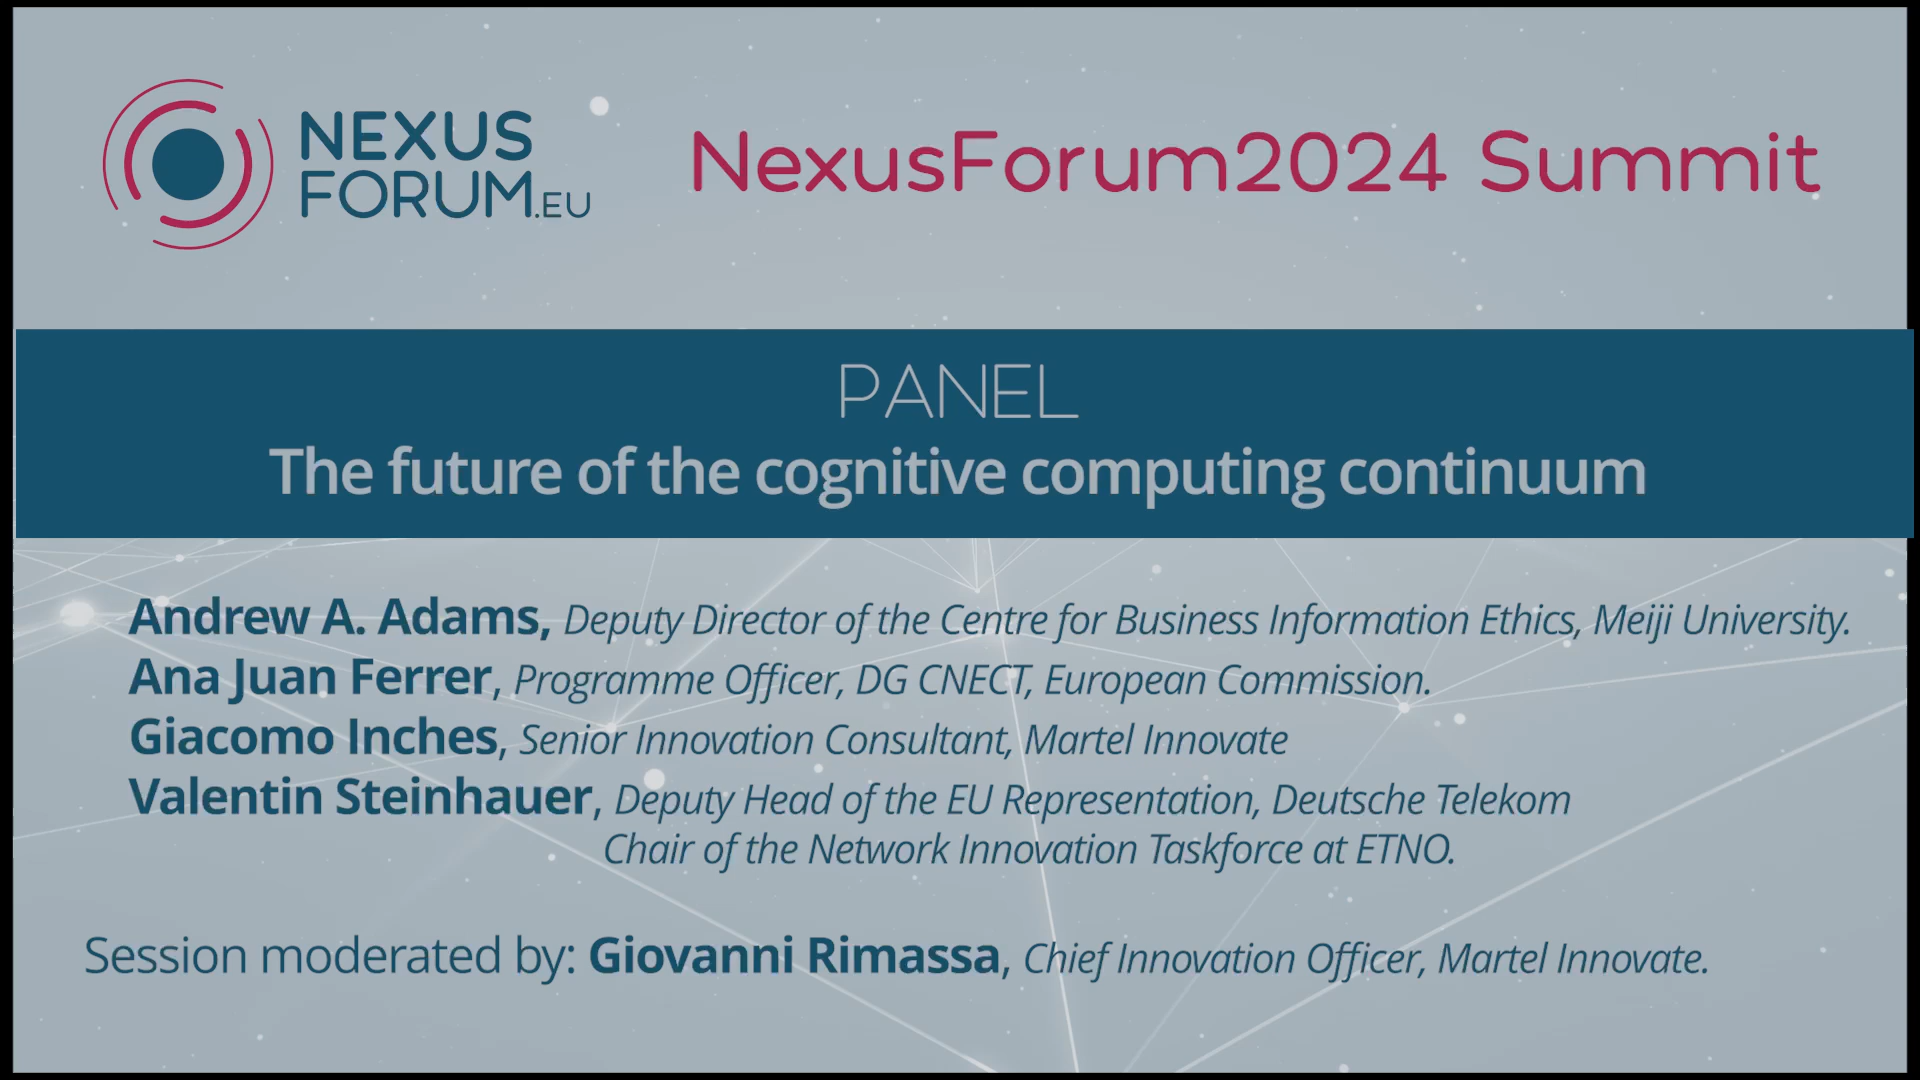 NEXUS
FORUM.EU
NexusForum2024 Summit
PANEL
The future of the cognitive computing continuum
Andrew A. Adams, Deputy Director of the Centre for Business Information Ethics, Meiji University.
Ana Juan Ferrer, Programme Officer, DG CNECT, European Commission.
Giacomo Inches, Senior Innovation Consultant, Martel Innovate
Valentin Steinhauer, Deputy Head of the EU Representation, Deutsche Telekom
Chair of the Network Innovation Taskforce at ETNO.
Session moderated by: Giovanni Rimassa, Chief Innovation Officer, Martel Innovate.